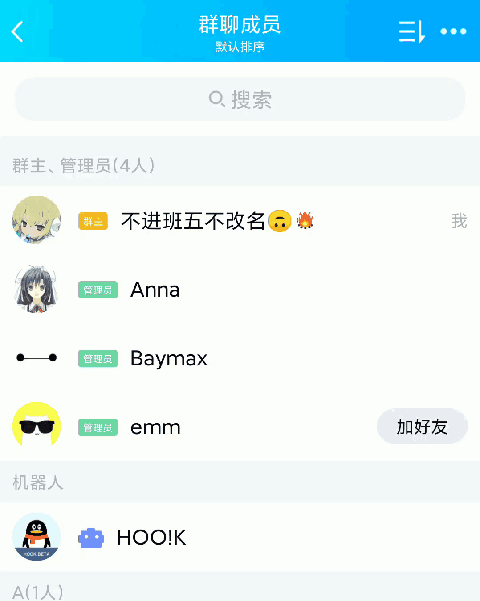 群聊成员
默认排序
搜索
群主、管理员(4人)
群主 不进班五不改名🙃🔥 我
管理员 Anna
管理员 Baymax
管理员 emm 加好友
机器人
HOO!K
A(1人)